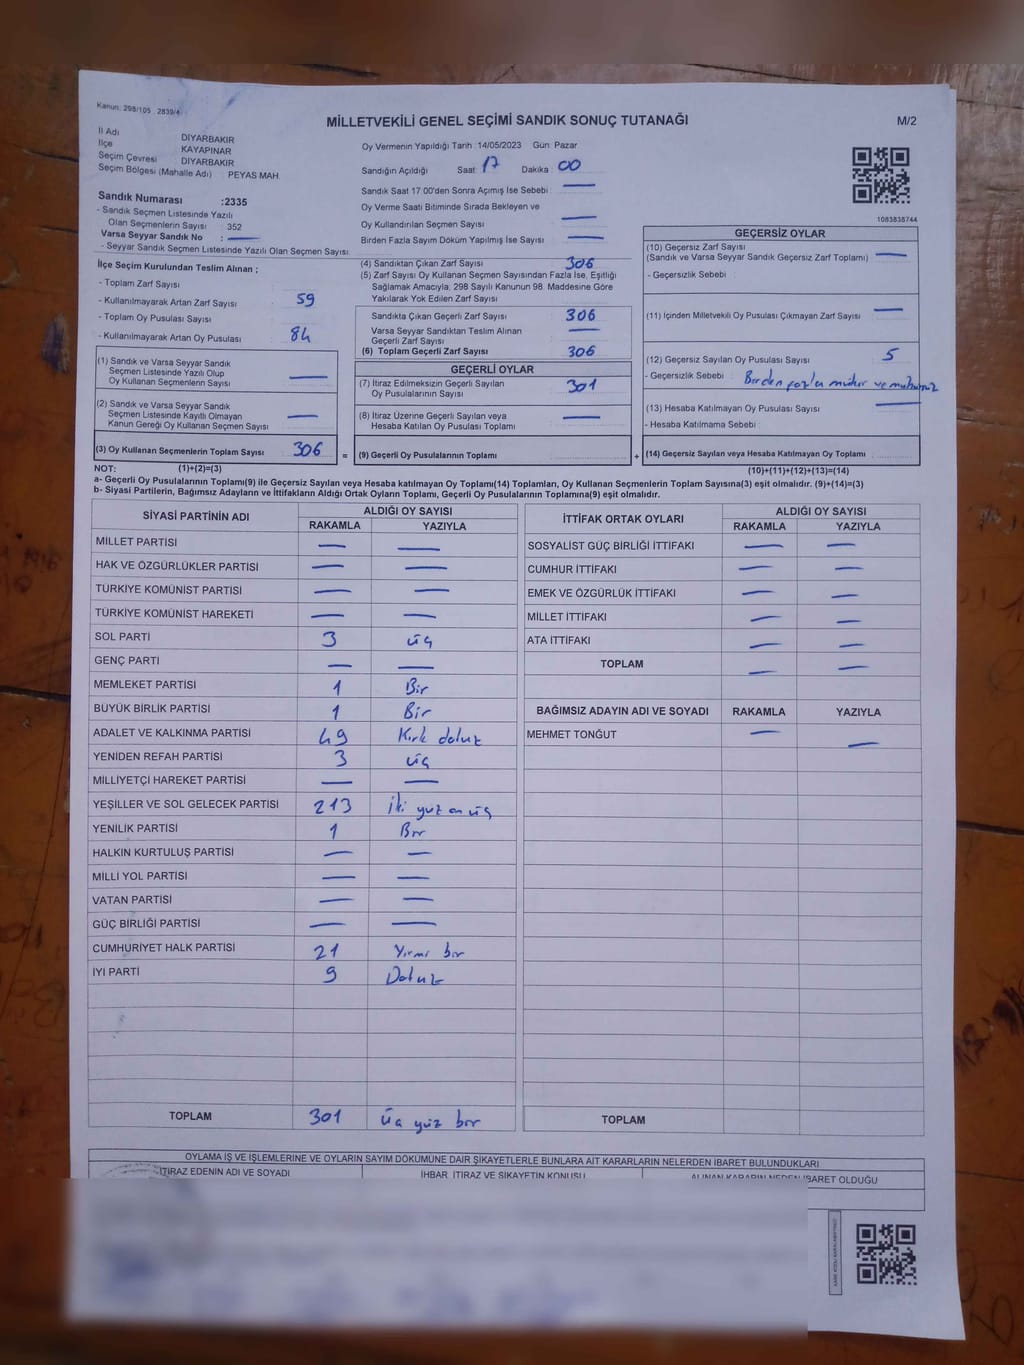 Kanun: 298/105 2839/4
MİLLETVEKİLİ GENEL SEÇİMİ SANDIK SONUÇ TUTANAĞI
M/2
İl Adı DİYARBAKIR
İlçe KAYAPINAR
Seçim Çevresi DİYARBAKIR
Seçim Bölgesi (Mahalle Adı) PEYAS MAH.
Sandık Numarası :2335
- Sandık Seçmen Listesinde Yazılı
Olan Seçmenlerin Sayısı 352
Varsa Seyyar Sandık No : —
- Seyyar Sandık Seçmen Listesinde Yazılı Olan Seçmen Sayısı
Oy Vermenin Yapıldığı Tarih :14/05/2023 Gün: Pazar
Sandığın Açıldığı Saat: 17 Dakika: 00
Sandık Saat 17 00'den Sonra Açımış İse Sebebi : —
Oy Verme Saati Bitiminde Sırada Bekleyen ve
Oy Kullandırılan Seçmen Sayısı : —
Birden Fazla Sayım Döküm Yapılmış İse Sayısı : —
1083838744
İlçe Seçim Kurulundan Teslim Alınan ;
- Toplam Zarf Sayısı :
- Kullanılmayarak Artan Zarf Sayısı : 59
- Toplam Oy Pusulası Sayısı :
- Kullanılmayarak Artan Oy Pusulası : 84
(1) Sandık ve Varsa Seyyar Sandık
Seçmen Listesinde Yazılı Olup
Oy Kullanan Seçmenlerin Sayısı —
(2) Sandık ve Varsa Seyyar Sandık
Seçmen Listesinde Kayıtlı Olmayan
Kanun Gereği Oy Kullanan Seçmen Sayısı —
(3) Oy Kullanan Seçmenlerin Toplam Sayısı 306
(4) Sandıktan Çıkan Zarf Sayısı : 306
(5) Zarf Sayısı Oy Kullanan Seçmen Sayısından Fazla İse, Eşitliği
Sağlamak Amacıyla, 298 Sayılı Kanunun 98. Maddesine Göre
Yakılarak Yok Edilen Zarf Sayısı
Sandıkta Çıkan Geçerli Zarf Sayısı : 306
Varsa Seyyar Sandıktan Teslim Alınan
Geçerli Zarf Sayısı : —
(6) Toplam Geçerli Zarf Sayısı : 306
GEÇERLİ OYLAR
(7) İtiraz Edilmeksizin Geçerli Sayılan
Oy Pusulalarının Sayısı : 301
(8) İtiraz Üzerine Geçerli Sayılan veya
Hesaba Katılan Oy Pusulası Toplamı : —
= (9) Geçerli Oy Pusulalarının Toplamı
GEÇERSİZ OYLAR
(10) Geçersiz Zarf Sayısı
(Sandık ve Varsa Seyyar Sandık Geçersiz Zarf Toplamı) : —
- Geçersizlik Sebebi :
(11) İçinden Milletvekili Oy Pusulası Çıkmayan Zarf Sayısı : —
(12) Geçersiz Sayılan Oy Pusulası Sayısı : 5
- Geçersizlik Sebebi : Birden fazla mühür ve
(13) Hesaba Katılmayan Oy Pusulası Sayısı : —
- Hesaba Katılmama Sebebi :
+ (14) Geçersiz Sayılan veya Hesaba Katılmayan Oy Toplamı
NOT: (1)+(2)=(3)
(10)+(11)+(12)+(13)=(14)
a- Geçerli Oy Pusulalarının Toplamı(9) ile Geçersiz Sayılan veya Hesaba katılmayan Oy Toplamı(14) Toplamları, Oy Kullanan Seçmenlerin Toplam Sayısına(3) eşit olmalıdır. (9)+(14)=(3)
b- Siyasi Partilerin, Bağımsız Adayların ve İttifakların Aldığı Ortak Oyların Toplamı, Geçerli Oy Pusulalarının Toplamına(9) eşit olmalıdır.
SİYASİ PARTİNİN ADI ALDIĞI OY SAYISI
RAKAMLA YAZIYLA
MİLLET PARTİSİ — —
HAK VE ÖZGÜRLÜKLER PARTİSİ — —
TÜRKİYE KOMÜNİST PARTİSİ — —
TÜRKİYE KOMÜNİST HAREKETİ — —
SOL PARTİ 3 üç
GENÇ PARTİ — —
MEMLEKET PARTİSİ 1 Bir
BÜYÜK BİRLİK PARTİSİ 1 Bir
ADALET VE KALKINMA PARTİSİ 49 Kırk dokuz
YENİDEN REFAH PARTİSİ 3 üç
MİLLİYETÇİ HAREKET PARTİSİ — —
YEŞİLLER VE SOL GELECEK PARTİSİ 213 İki yüz on üç
YENİLİK PARTİSİ 1 Bir
HALKIN KURTULUŞ PARTİSİ — —
MİLLİ YOL PARTİSİ — —
VATAN PARTİSİ — —
GÜÇ BİRLİĞİ PARTİSİ — —
CUMHURİYET HALK PARTİSİ 21 Yirmi bir
İYİ PARTİ 9 Dokuz
TOPLAM 301 üç yüz bir
İTTİFAK ORTAK OYLARI ALDIĞI OY SAYISI
RAKAMLA YAZIYLA
SOSYALİST GÜÇ BİRLİĞİ İTTİFAKI — —
CUMHUR İTTİFAKI — —
EMEK VE ÖZGÜRLÜK İTTİFAKI — —
MİLLET İTTİFAKI — —
ATA İTTİFAKI — —
TOPLAM — —
BAĞIMSIZ ADAYIN ADI VE SOYADI RAKAMLA YAZIYLA
MEHMET TONĞUT — —
TOPLAM
OYLAMA İŞ VE İŞLEMLERİNE VE OYLARIN SAYIM DÖKÜMÜNE DAİR ŞİKAYETLERLE BUNLARA AİT KARARLARIN NELERDEN İBARET BULUNDUKLARI
İTİRAZ EDENİN ADI VE SOYADI
İHBAR, İTİRAZ VE ŞİKAYETİN KONUSU
ALINAN KARARIN NEDEN İBARET OLDUĞU